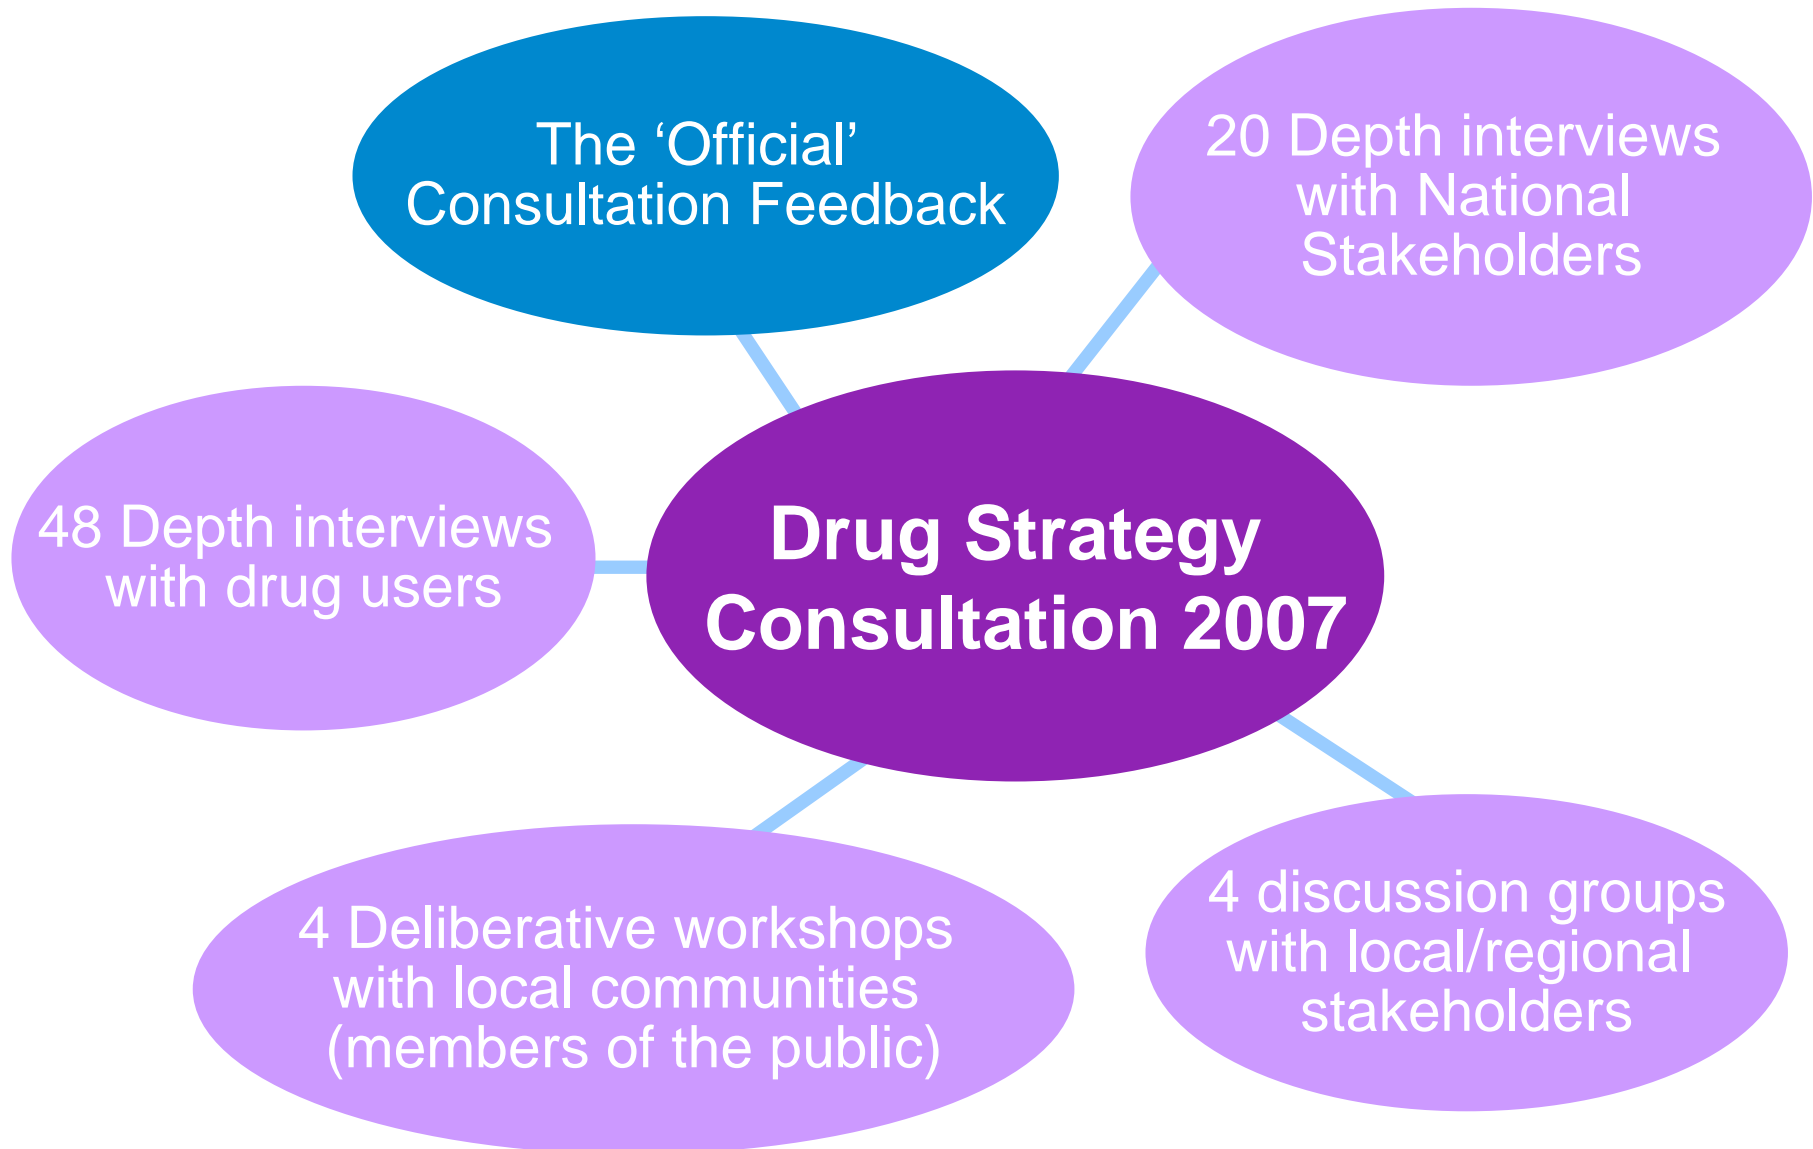 The ‘Official’
Consultation Feedback
20 Depth interviews
with National
Stakeholders
48 Depth interviews
with drug users
Drug Strategy
Consultation 2007
4 Deliberative workshops
with local communities
(members of the public)
4 discussion groups
with local/regional
stakeholders